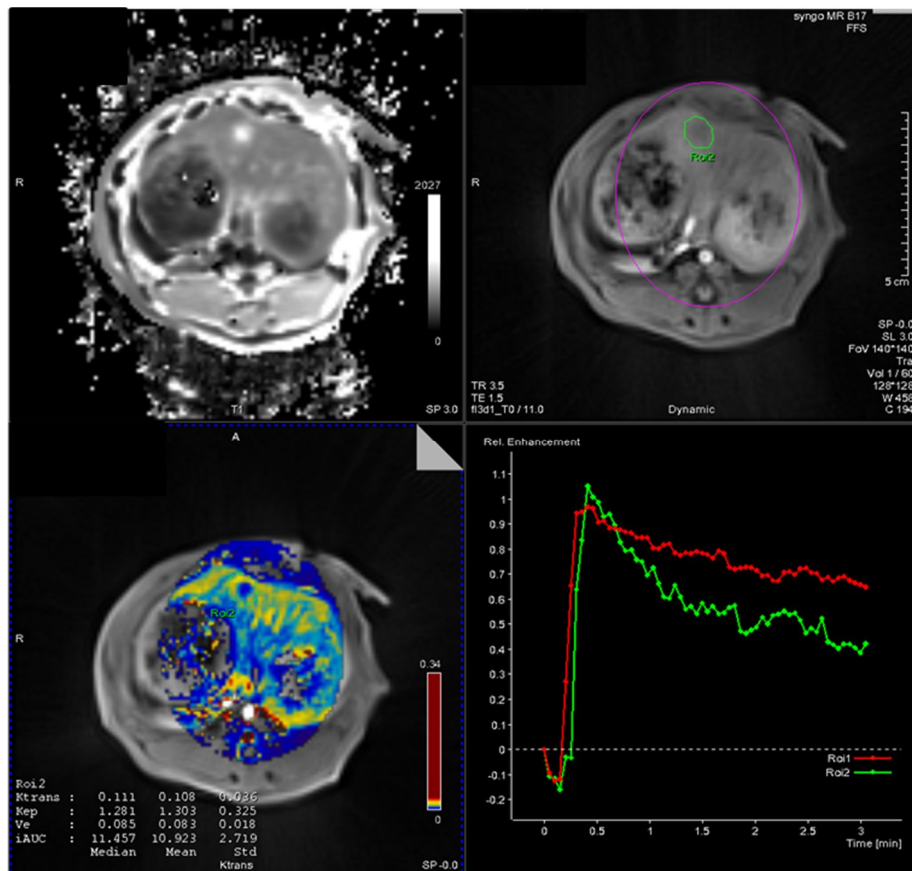 R
2027
0
T1
SP 3.0
syngo MR B17
FFS
Roi2
R
5 cm
SP -0.0
SL 3.0
FoV 140*140
Tra
Vol 1 / 60
128*128
W 458
C 194
TR 3.5
TE 1.5
fl3d1_T0 / 11.0
Dynamic
A
Roi2
R
0.34
0
Roi2
Ktrans : 0.111 0.108 0.036
Kep : 1.281 1.303 0.325
Ve : 0.085 0.083 0.018
iAUC : 11.457 10.923 2.719
Median Mean Std
Ktrans
SP -0.0
Rel. Enhancement
1.1
1
0.9
0.8
0.7
0.6
0.5
0.4
0.3
0.2
0.1
0
-0.1
-0.2
Roi1
Roi2
0 0.5 1 1.5 2 2.5 3
Time [min]